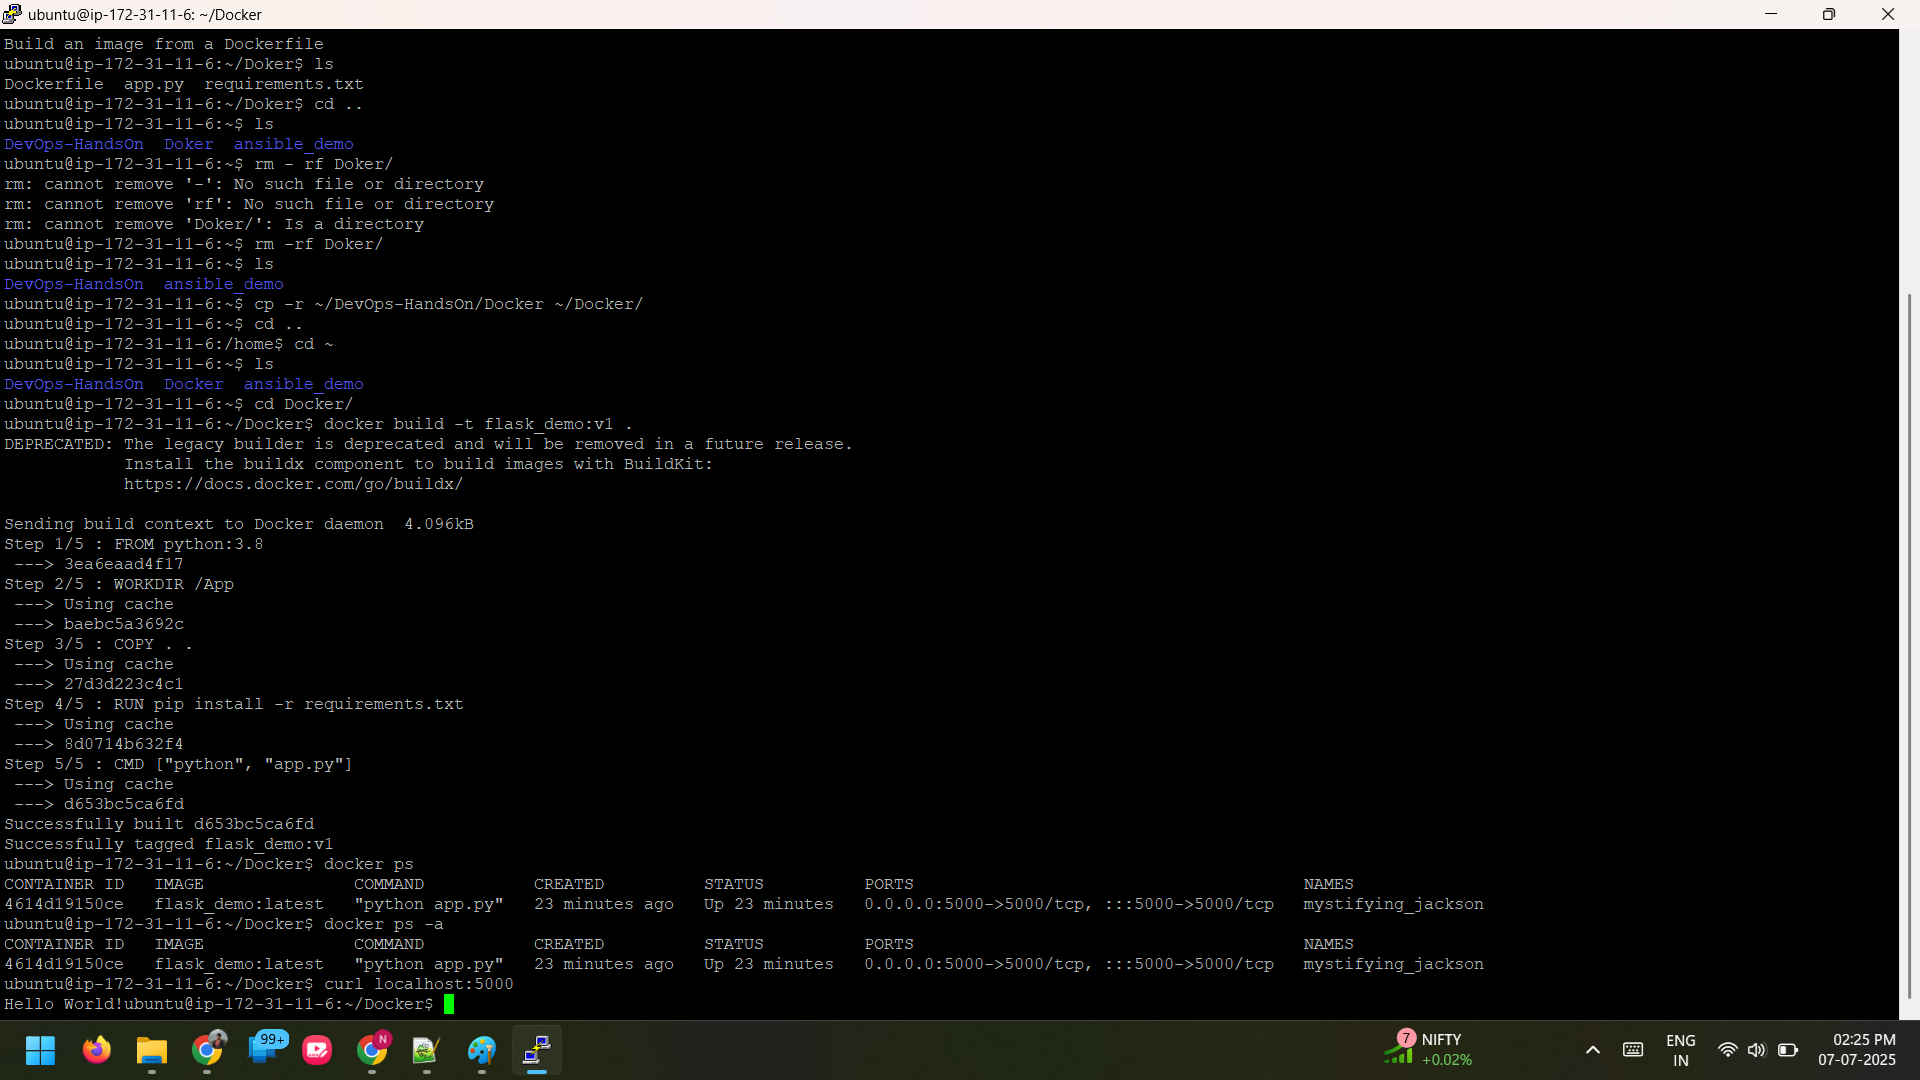 ubuntu@ip-172-31-11-6: ~/Docker
Build an image from a Dockerfile
ubuntu@ip-172-31-11-6:~/Doker$ ls
Dockerfile  app.py  requirements.txt
ubuntu@ip-172-31-11-6:~/Doker$ cd ..
ubuntu@ip-172-31-11-6:~$ ls
DevOps-HandsOn  Doker  ansible_demo
ubuntu@ip-172-31-11-6:~$ rm - rf Doker/
rm: cannot remove '-': No such file or directory
rm: cannot remove 'rf': No such file or directory
rm: cannot remove 'Doker/': Is a directory
ubuntu@ip-172-31-11-6:~$ rm -rf Doker/
ubuntu@ip-172-31-11-6:~$ ls
DevOps-HandsOn  ansible_demo
ubuntu@ip-172-31-11-6:~$ cp -r ~/DevOps-HandsOn/Docker ~/Docker/
ubuntu@ip-172-31-11-6:~$ cd ..
ubuntu@ip-172-31-11-6:/home$ cd ~
ubuntu@ip-172-31-11-6:~$ ls
DevOps-HandsOn  Docker  ansible_demo
ubuntu@ip-172-31-11-6:~$ cd Docker/
ubuntu@ip-172-31-11-6:~/Docker$ docker build -t flask_demo:v1 .
DEPRECATED: The legacy builder is deprecated and will be removed in a future release.
            Install the buildx component to build images with BuildKit:
            https://docs.docker.com/go/buildx/
Sending build context to Docker daemon  4.096kB
Step 1/5 : FROM python:3.8
 ---> 3ea6eaad4f17
Step 2/5 : WORKDIR /App
 ---> Using cache
 ---> baebc5a3692c
Step 3/5 : COPY . .
 ---> Using cache
 ---> 27d3d223c4c1
Step 4/5 : RUN pip install -r requirements.txt
 ---> Using cache
 ---> 8d0714b632f4
Step 5/5 : CMD ["python", "app.py"]
 ---> Using cache
 ---> d653bc5ca6fd
Successfully built d653bc5ca6fd
Successfully tagged flask_demo:v1
ubuntu@ip-172-31-11-6:~/Docker$ docker ps
CONTAINER ID   IMAGE               COMMAND           CREATED          STATUS          PORTS                                       NAMES
4614d19150ce   flask_demo:latest   "python app.py"   23 minutes ago   Up 23 minutes   0.0.0.0:5000->5000/tcp, :::5000->5000/tcp   mystifying_jackson
ubuntu@ip-172-31-11-6:~/Docker$ docker ps -a
CONTAINER ID   IMAGE               COMMAND           CREATED          STATUS          PORTS                                       NAMES
4614d19150ce   flask_demo:latest   "python app.py"   23 minutes ago   Up 23 minutes   0.0.0.0:5000->5000/tcp, :::5000->5000/tcp   mystifying_jackson
ubuntu@ip-172-31-11-6:~/Docker$ curl localhost:5000
Hello World!ubuntu@ip-172-31-11-6:~/Docker$
99+
N
7
NIFTY
+0.02%
ENG
IN
02:25 PM
07-07-2025